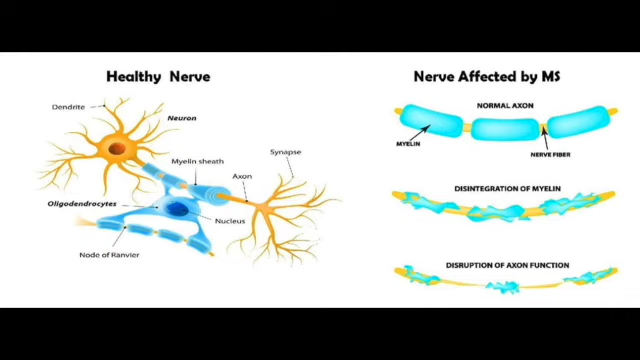 Healthy Nerve
Dendrite
Neuron
Myelin sheath
Synapse
Axon
Oligodendrocytes
Nucleus
Node of Ranvier
Nerve Affected by MS
NORMAL AXON
MYELIN
NERVE FIBER
DISINTEGRATION OF MYELIN
DISRUPTION OF AXON FUNCTION